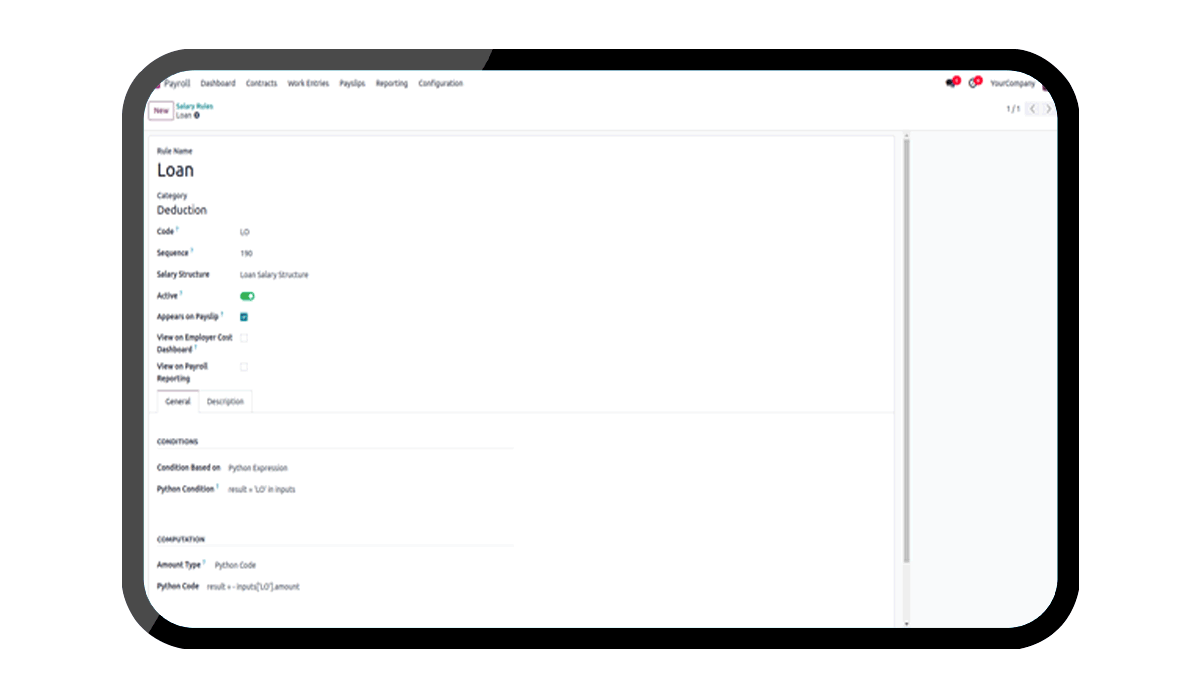 Payroll Dashboard Contracts Work Entries Payslips Reporting Configuration YourCompany
New Salary Rules 1 / 1
Loan
Rule Name
Loan
Category
Deduction
Code ? LO
Sequence ? 190
Salary Structure Loan Salary Structure
Active ?
Appears on Payslip ?
View on Employer Cost
Dashboard ?
View on Payroll
Reporting
General Description
CONDITIONS
Condition Based on Python Expression
Python Condition ? result = 'LO' in inputs
COMPUTATION
Amount Type ? Python Code
Python Code result = - inputs['LO'].amount